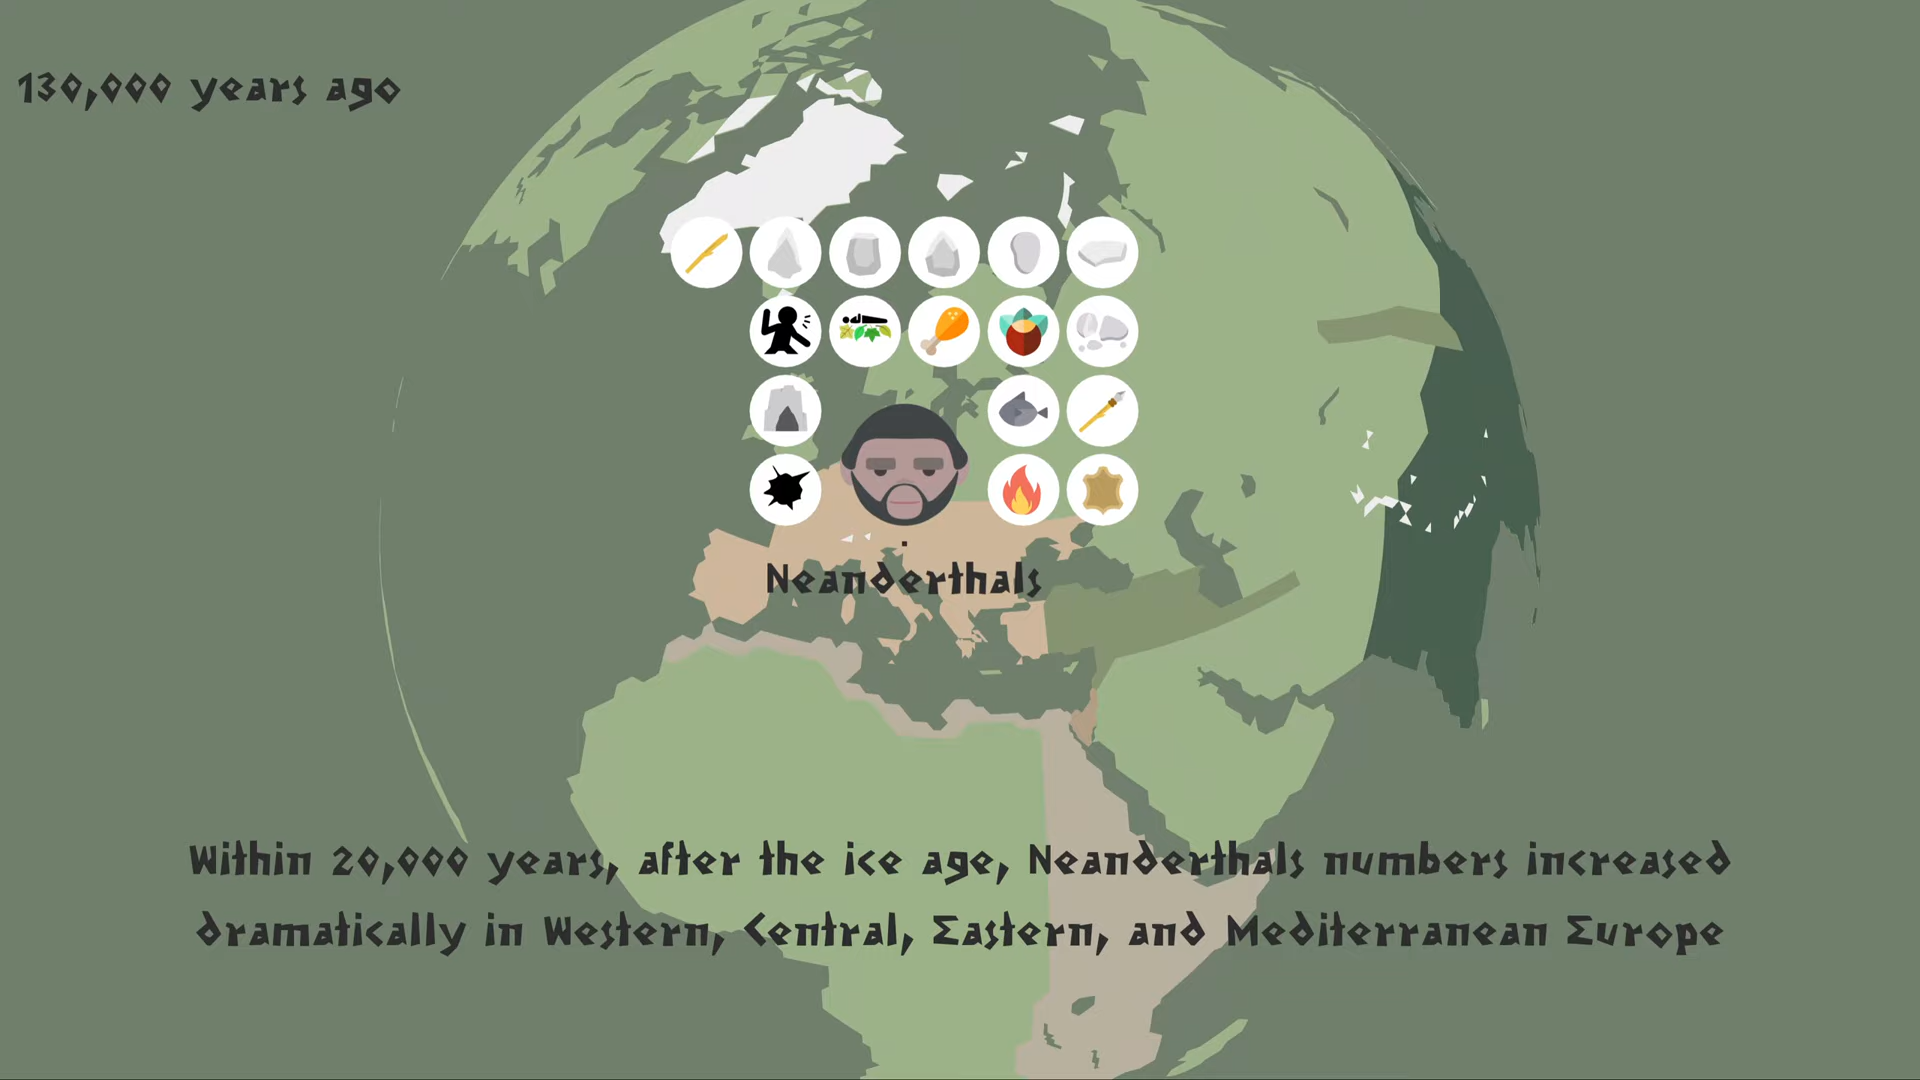 130,000 years ago
Neanderthals
Within 20,000 years, after the ice age, Neanderthals numbers increased
dramatically in Western, Central, Eastern, and Mediterranean Europe